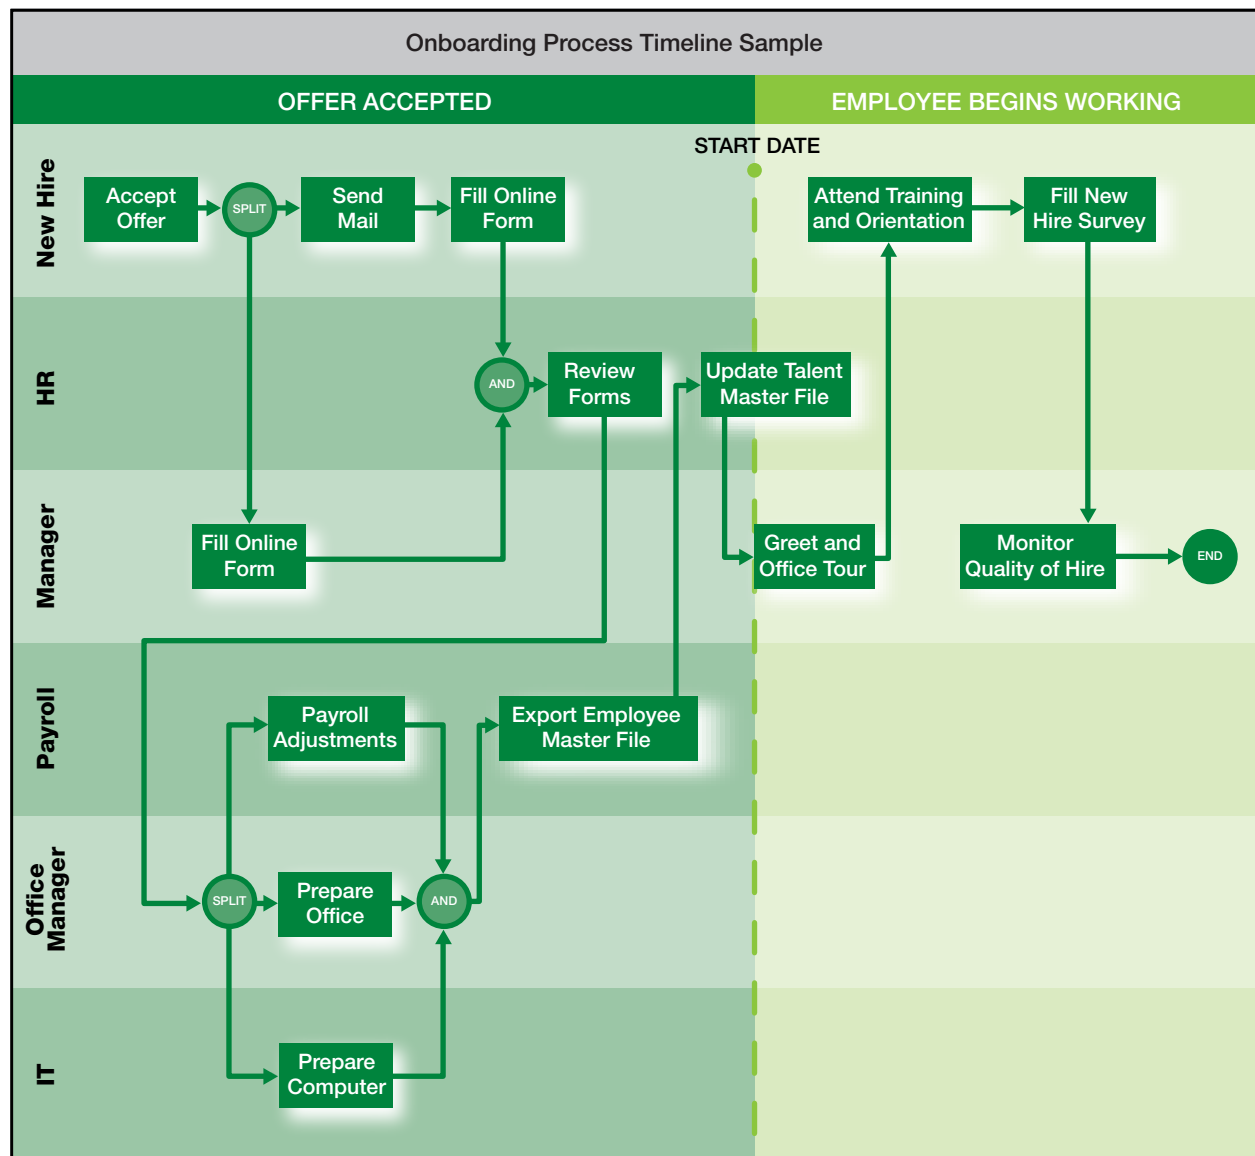 Onboarding Process Timeline Sample
OFFER ACCEPTED
EMPLOYEE BEGINS WORKING
START DATE
New Hire
Accept
Offer
SPLIT
Send
Mail
Fill Online
Form
Attend Training
and Orientation
Fill New
Hire Survey
HR
AND
Review
Forms
Update Talent
Master File
Manager
Fill Online
Form
Greet and
Office Tour
Monitor
Quality of Hire
END
Payroll
Payroll
Adjustments
Export Employee
Master File
Office
Manager
SPLIT
Prepare
Office
AND
IT
Prepare
Computer